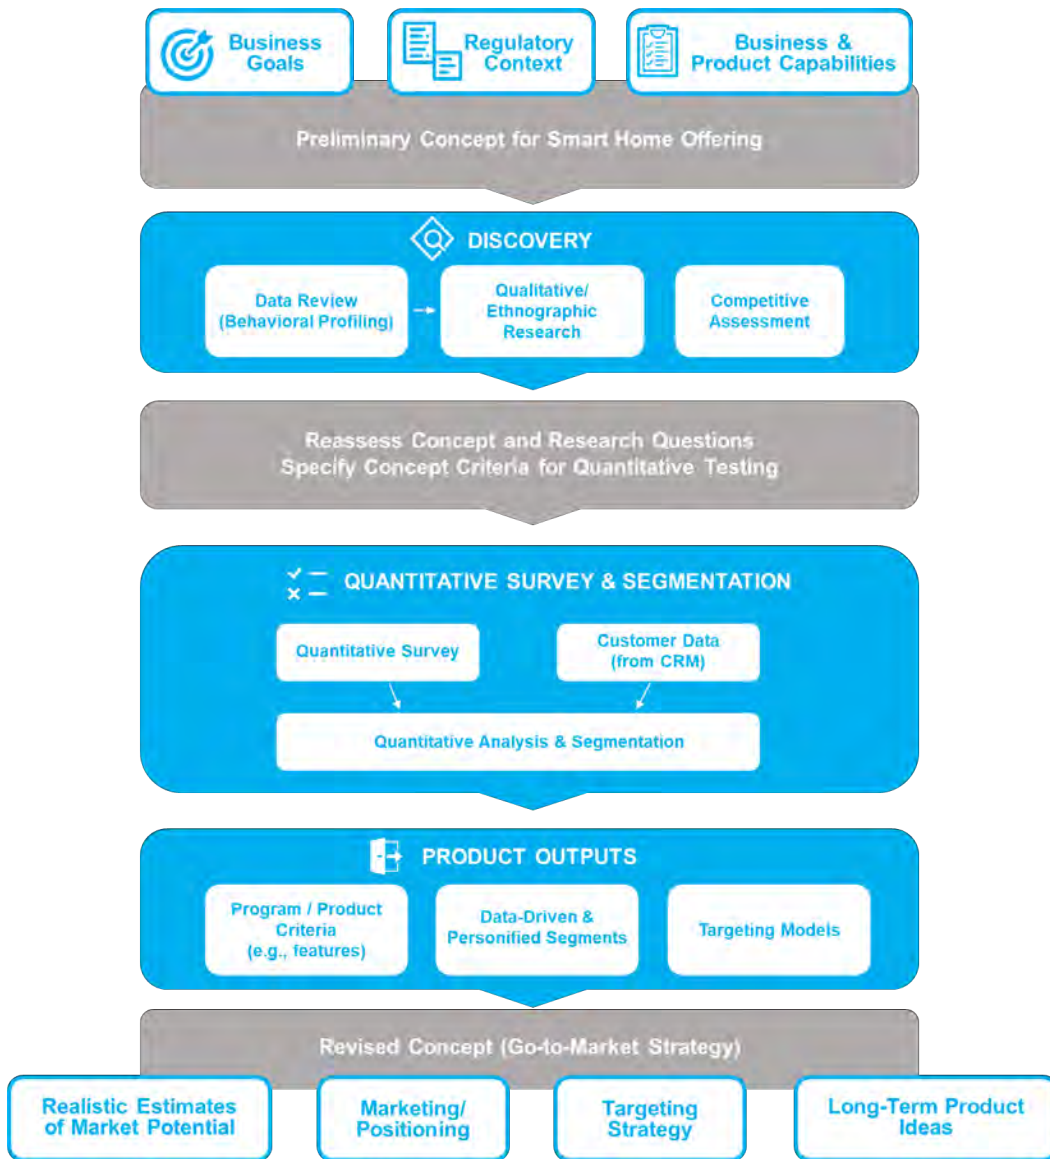 Business
Goals
Regulatory
Context
Business &
Product Capabilities
Preliminary Concept for Smart Home Offering
DISCOVERY
Data Review
(Behavioral Profiling)
Qualitative/
Ethnographic
Research
Competitive
Assessment
Reassess Concept and Research Questions
Specify Concept Criteria for Quantitative Testing
QUANTITATIVE SURVEY & SEGMENTATION
Quantitative Survey
Customer Data
(from CRM)
Quantitative Analysis & Segmentation
PRODUCT OUTPUTS
Program / Product
Criteria
(e.g., features)
Data-Driven &
Personified Segments
Targeting Models
Revised Concept (Go-to-Market Strategy)
Realistic Estimates
of Market Potential
Marketing/
Positioning
Targeting
Strategy
Long-Term Product
Ideas